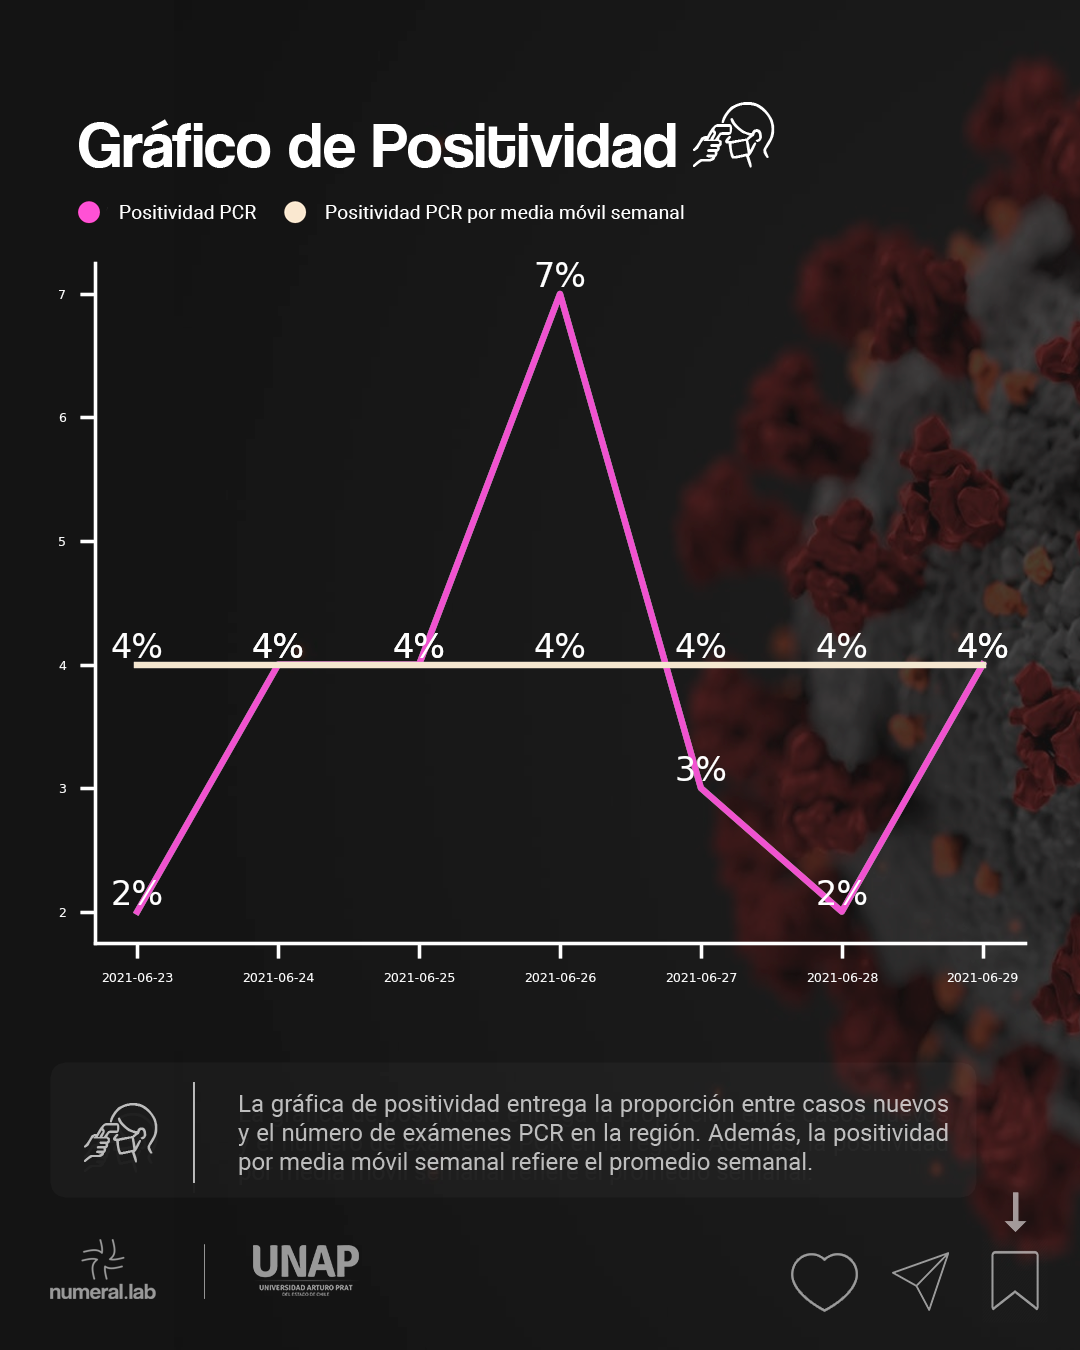 Gráfico de Positividad
Positividad PCR
Positividad PCR por media móvil semanal
7%
7
6
5
4% 4% 4% 4% 4% 4% 4%
4
3%
3
2% 2%
2
2021-06-23 2021-06-24 2021-06-25 2021-06-26 2021-06-27 2021-06-28 2021-06-29
La gráfica de positividad entrega la proporción entre casos nuevos
y el número de exámenes PCR en la región. Además, la positividad
por media móvil semanal refiere el promedio semanal.
numeral.lab
UNAP
UNIVERSIDAD ARTURO PRAT
DEL ESTADO DE CHILE